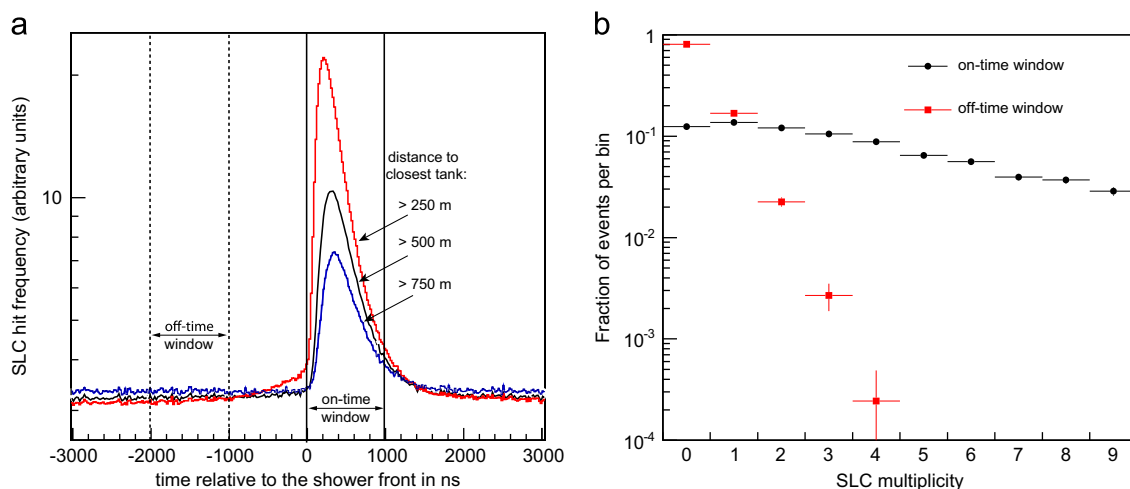 a
SLC hit frequency (arbitrary units)
10
distance to
closest tank:
> 250 m
> 500 m
> 750 m
off-time
window
on-time
window
-3000 -2000 -1000 0 1000 2000 3000
time relative to the shower front in ns
b
Fraction of events per bin
1
10-1
10-2
10-3
10-4
on-time window
off-time window
0 1 2 3 4 5 6 7 8 9
SLC multiplicity